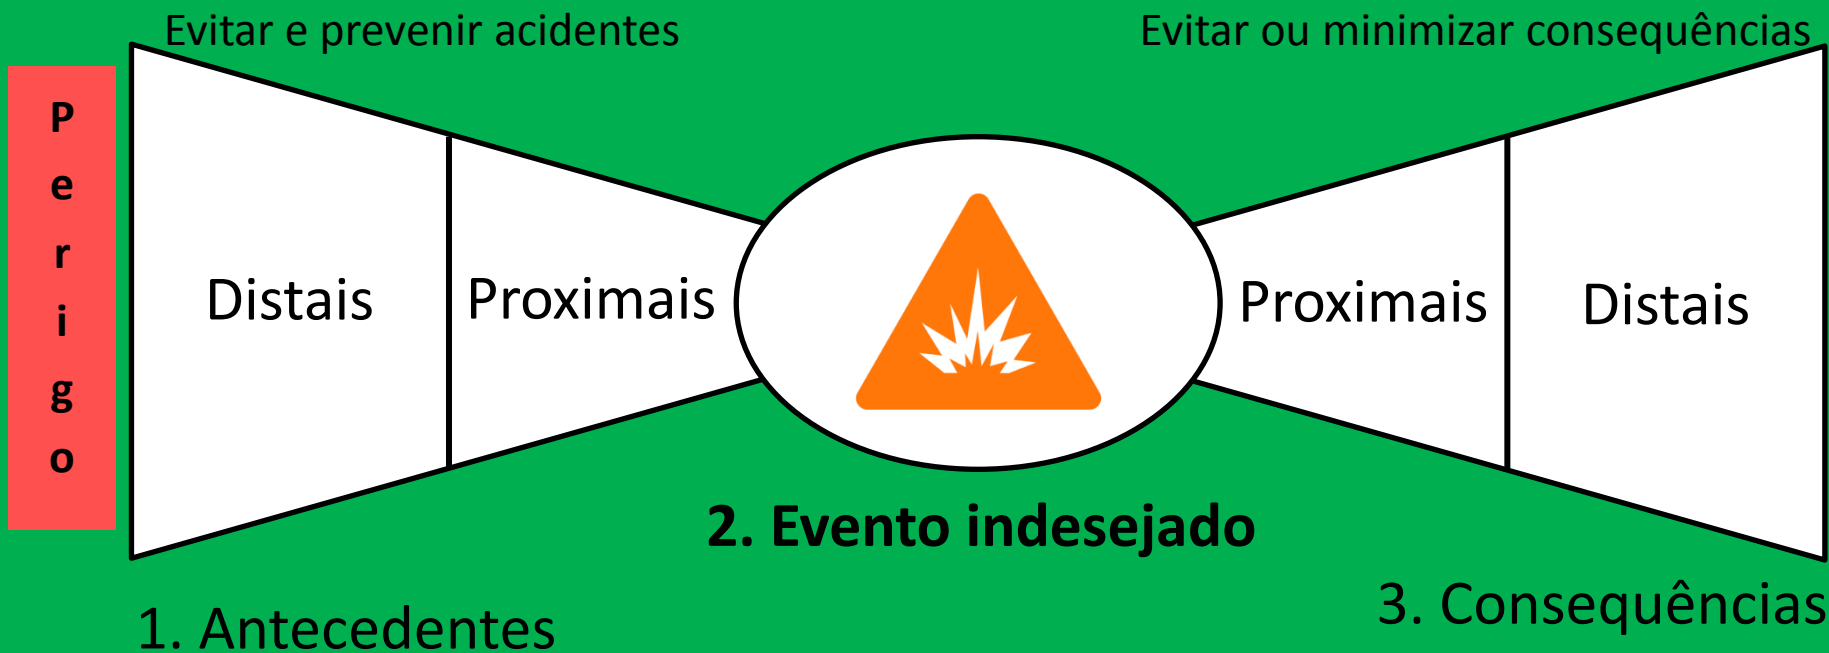 Evitar e prevenir acidentes
Evitar ou minimizar consequências
P
e
r
i
g
o
Distais
Proximais
Proximais
Distais
2. Evento indesejado
1. Antecedentes
3. Consequências